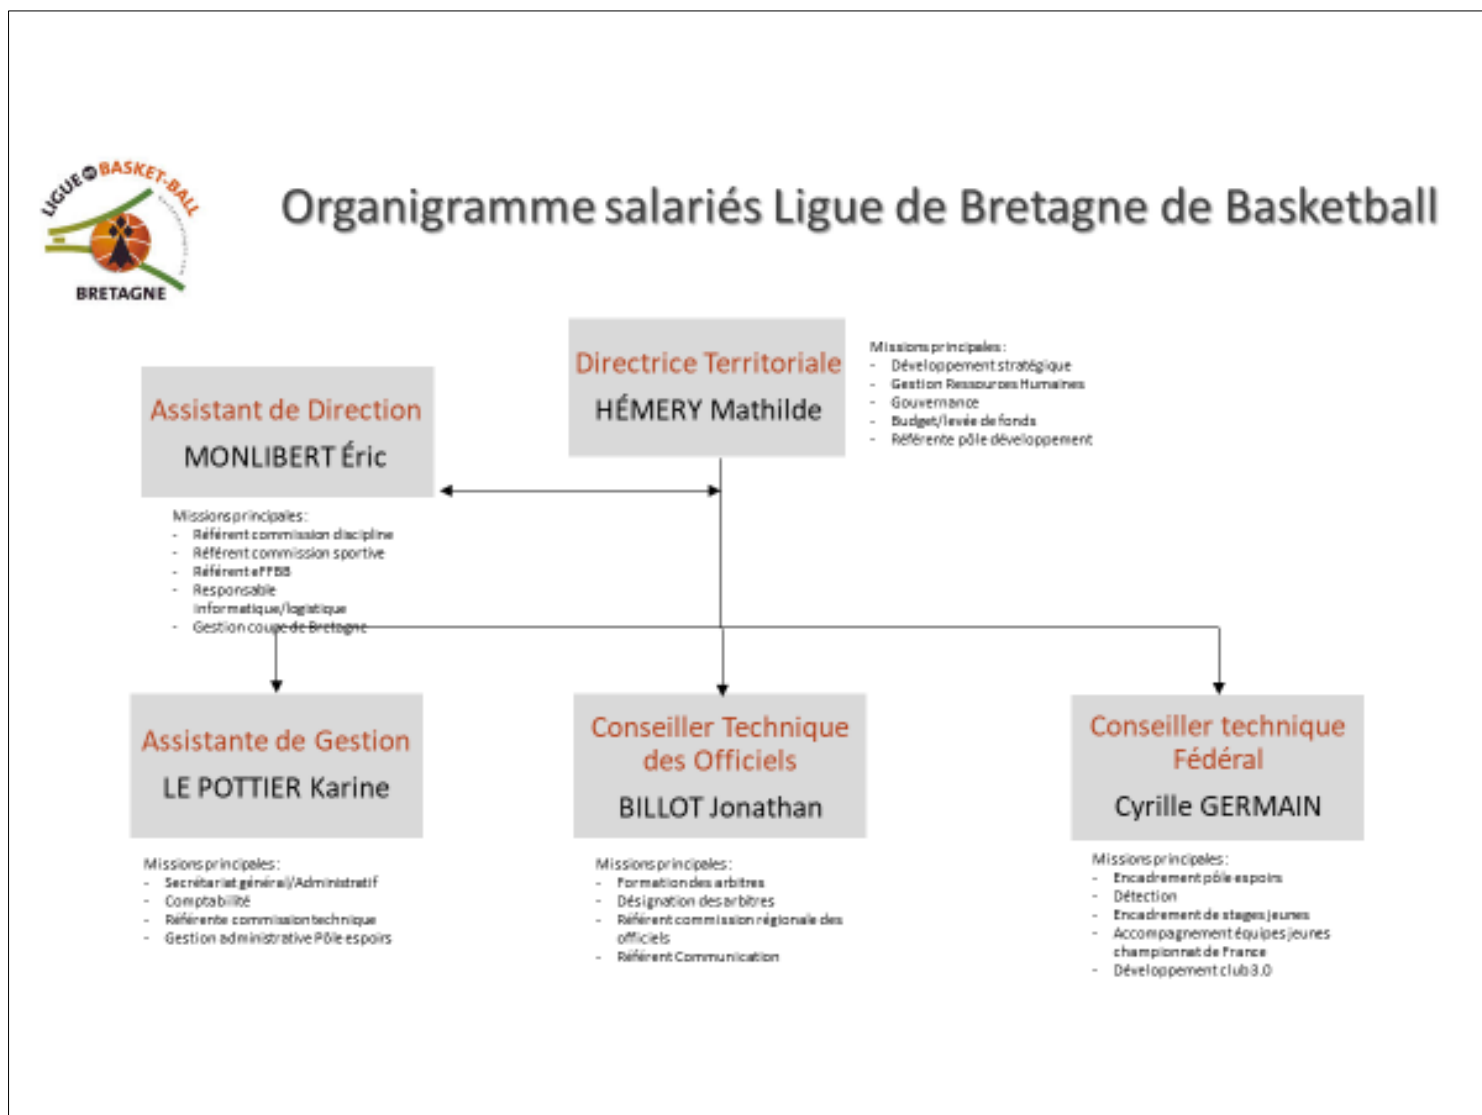 LIGUE DE BASKET-BALL
BRETAGNE
Organigramme salariés Ligue de Bretagne de Basketball
Directrice Territoriale
HÉMERY Mathilde
Missions principales :
- Développement stratégique
- Gestion Ressources Humaines
- Gouvernance
- Budget/levée de fonds
- Référente pôle développement
Assistant de Direction
MONLIBERT Éric
Missions principales :
- Référent commission discipline
- Référent commission sportive
- Référent eFFBB
- Responsable
informatique/logistique
- Gestion coupe de Bretagne
Assistante de Gestion
LE POTTIER Karine
Missions principales :
- Secrétariat général/Administratif
- Comptabilité
- Référente commission technique
- Gestion administrative Pôle espoirs
Conseiller Technique
des Officiels
BILLOT Jonathan
Missions principales :
- Formation des arbitres
- Désignation des arbitres
- Référent commission régionale des
officiels
- Référent Communication
Conseiller technique
Fédéral
Cyrille GERMAIN
Missions principales :
- Encadrement pôle espoirs
- Détection
- Encadrement de stages jeunes
- Accompagnement équipes jeunes
championnat de France
- Développement club 3.0